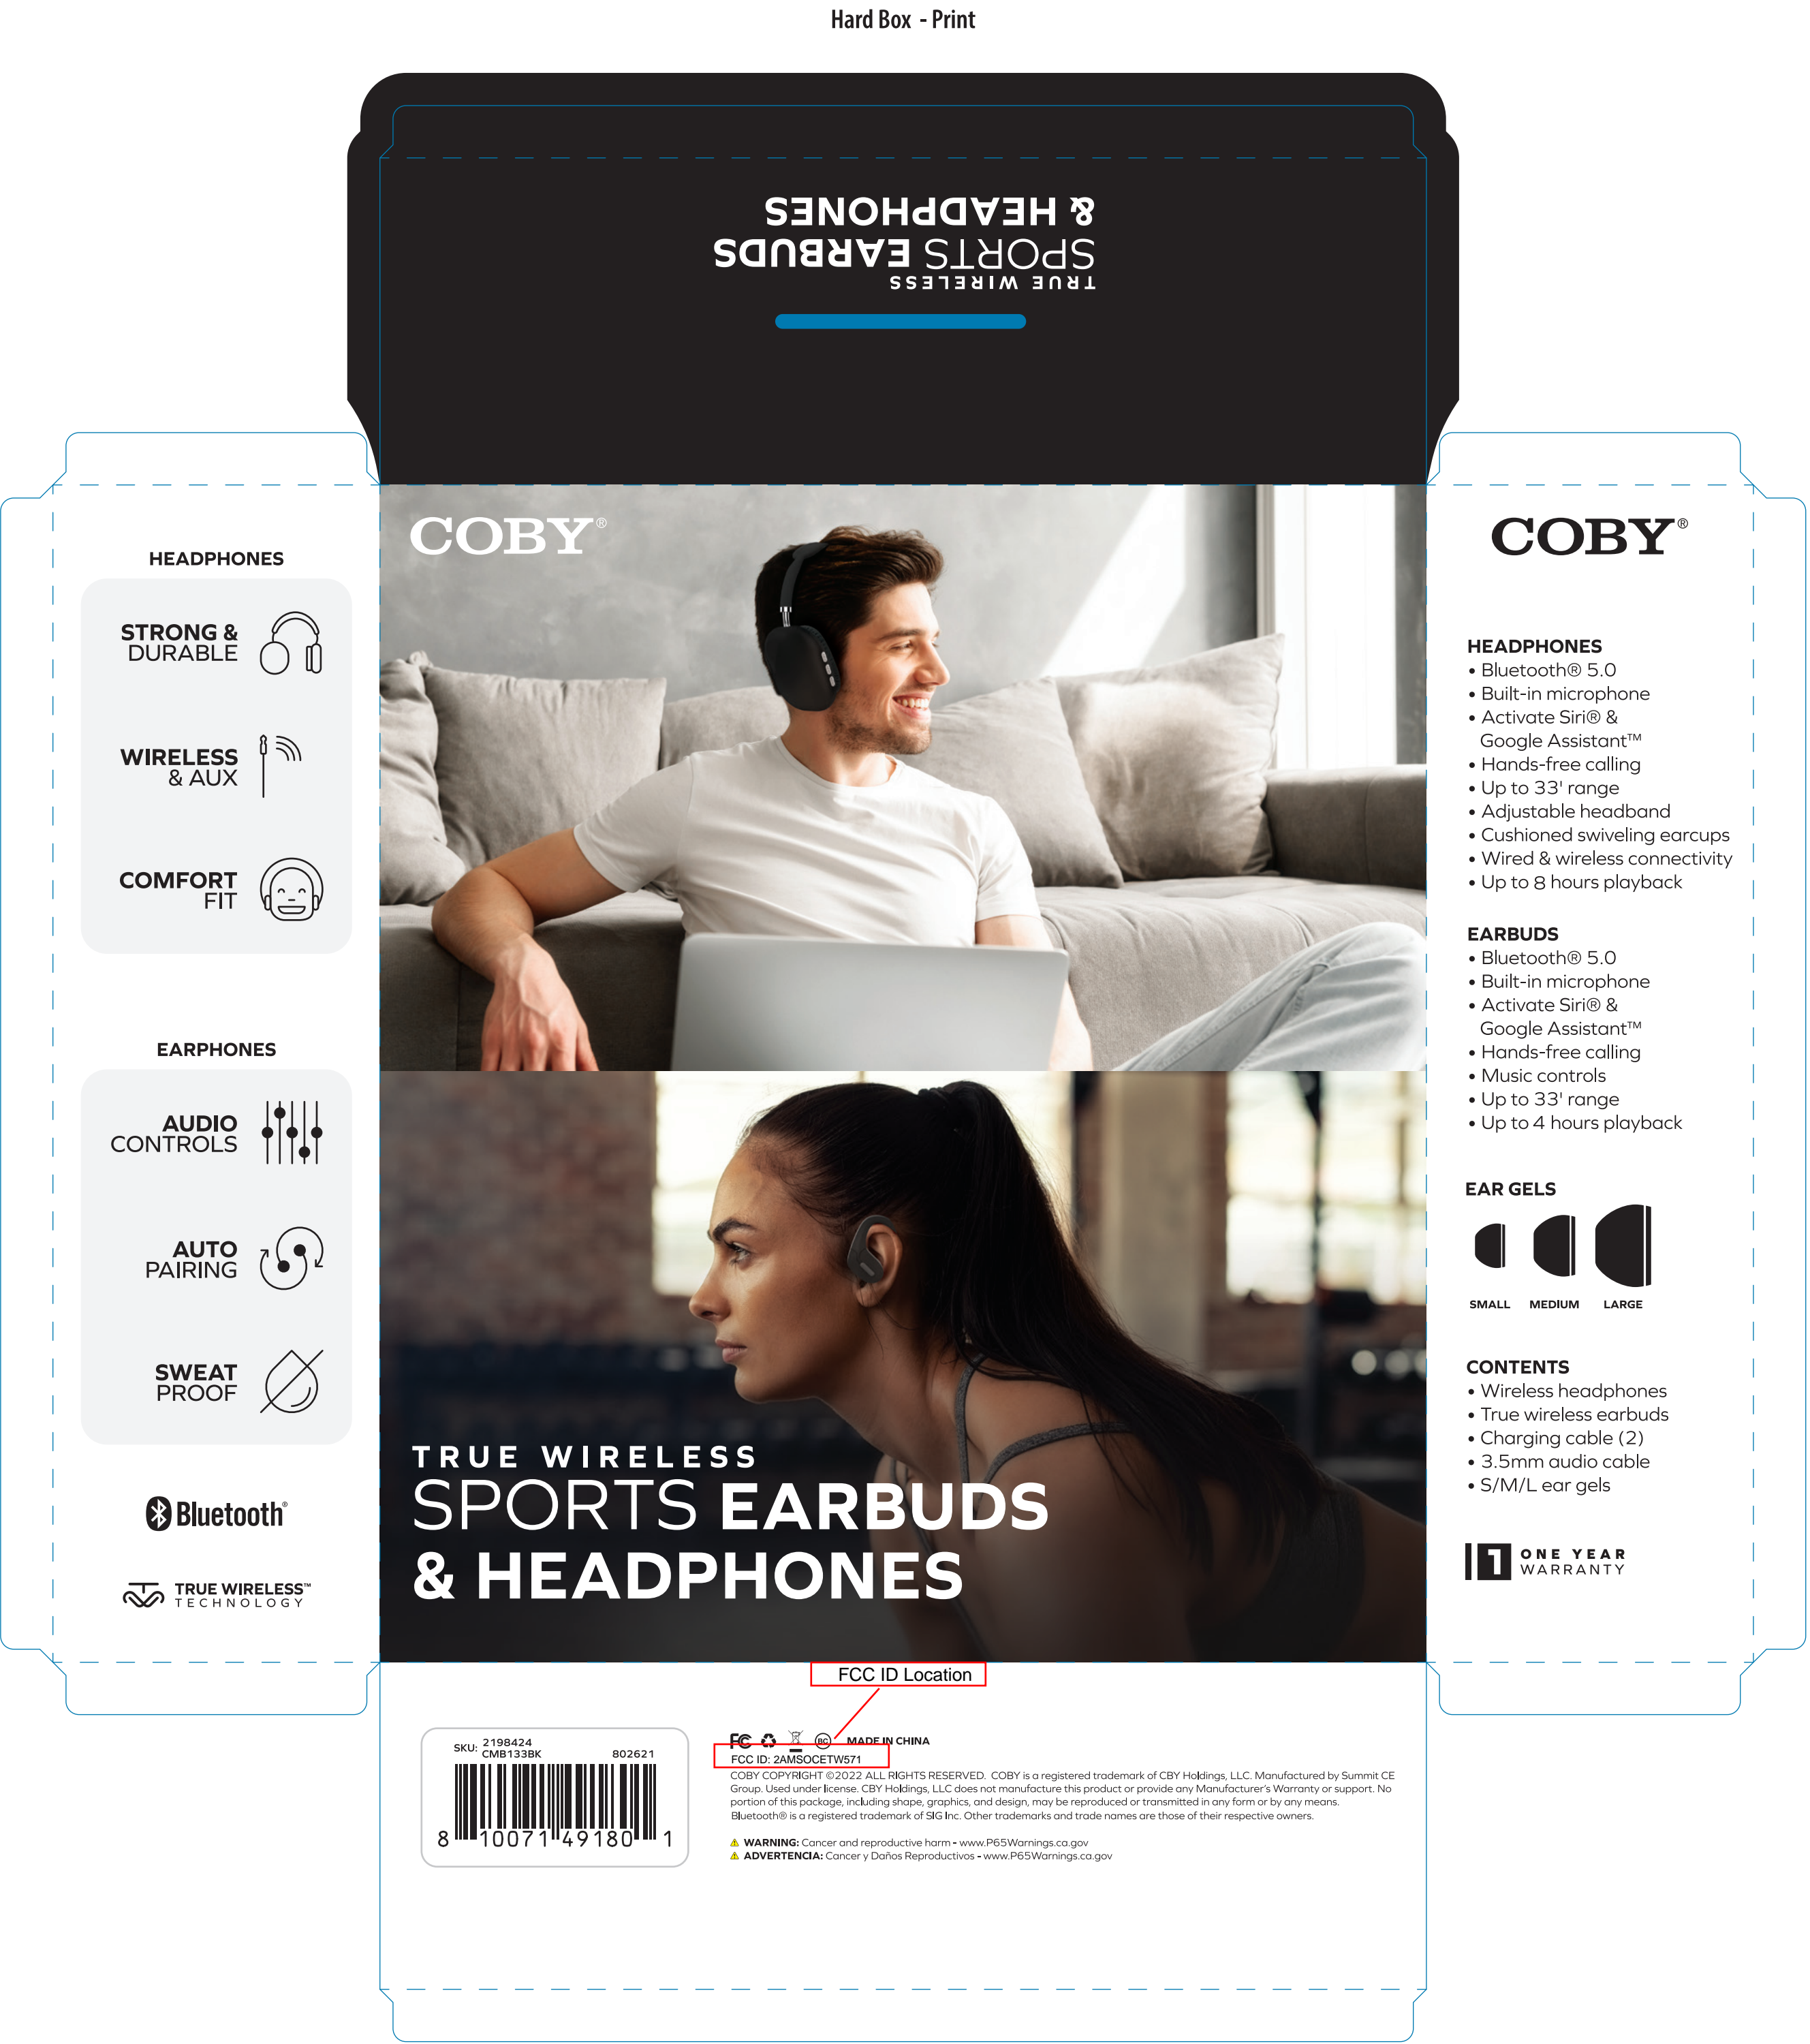 Hard Box - Print
& HEADPHONES
SPORTS EARBUDS
TRUE WIRELESS
HEADPHONES
STRONG &
DURABLE
WIRELESS
& AUX
COMFORT
FIT
EARPHONES
AUDIO
CONTROLS
AUTO
PAIRING
SWEAT
PROOF
Bluetooth®
TRUE WIRELESS™
TECHNOLOGY
COBY®
TRUE WIRELESS
SPORTS EARBUDS
& HEADPHONES
COBY®
HEADPHONES
• Bluetooth® 5.0
• Built-in microphone
• Activate Siri® &
Google Assistant™
• Hands-free calling
• Up to 33' range
• Adjustable headband
• Cushioned swiveling earcups
• Wired & wireless connectivity
• Up to 8 hours playback
EARBUDS
• Bluetooth® 5.0
• Built-in microphone
• Activate Siri® &
Google Assistant™
• Hands-free calling
• Music controls
• Up to 33' range
• Up to 4 hours playback
EAR GELS
SMALL MEDIUM LARGE
CONTENTS
• Wireless headphones
• True wireless earbuds
• Charging cable (2)
• 3.5mm audio cable
• S/M/L ear gels
1 ONE YEAR
WARRANTY
FCC ID Location
SKU: 2198424
CMB133BK 802621
8 10071 49180 1
FC BC MADE IN CHINA
FCC ID: 2AMSOCETW571
COBY COPYRIGHT ©2022 ALL RIGHTS RESERVED. COBY is a registered trademark of CBY Holdings, LLC. Manufactured by Summit CE
Group. Used under license. CBY Holdings, LLC does not manufacture this product or provide any Manufacturer's Warranty or support. No
portion of this package, including shape, graphics, and design, may be reproduced or transmitted in any form or by any means.
Bluetooth® is a registered trademark of SIG Inc. Other trademarks and trade names are those of their respective owners.
WARNING: Cancer and reproductive harm - www.P65Warnings.ca.gov
ADVERTENCIA: Cancer y Daños Reproductivos - www.P65Warnings.ca.gov